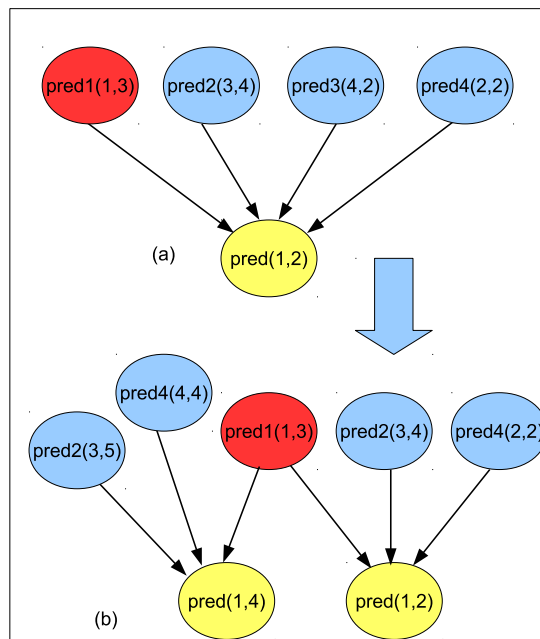 pred1(1,3) pred2(3,4) pred3(4,2) pred4(2,2)
(a)
pred(1,2)
pred4(4,4)
pred2(3,5)
pred1(1,3) pred2(3,4) pred4(2,2)
pred(1,4) pred(1,2)
(b)